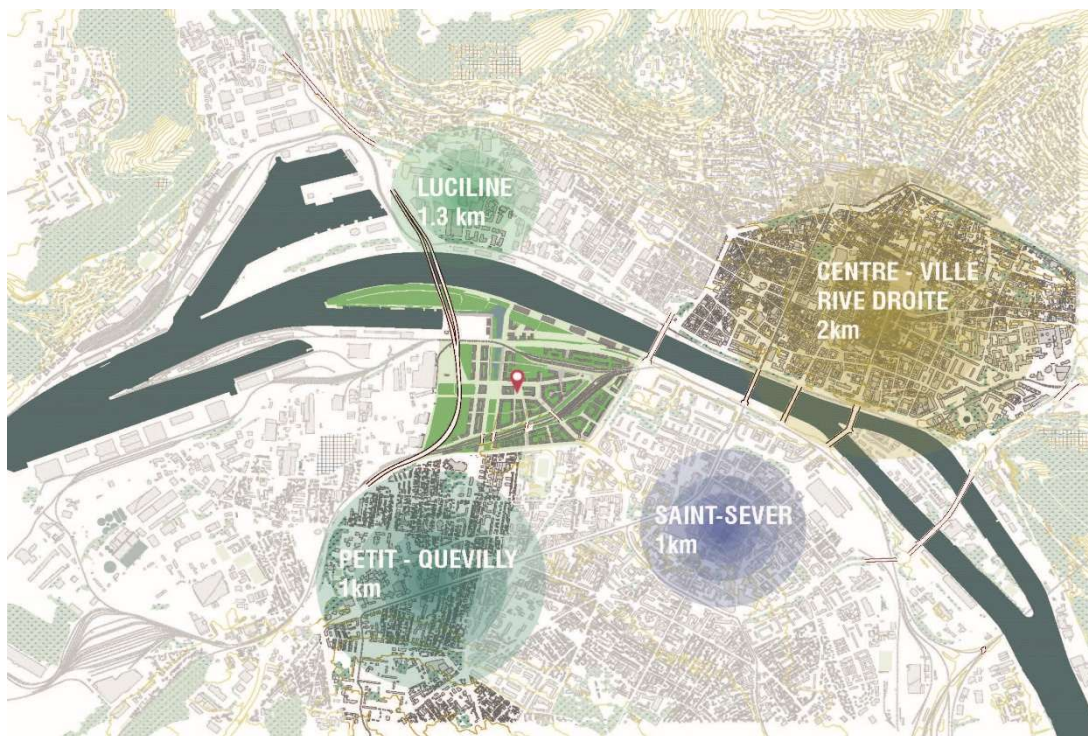 LUCILINE
1.3 km
CENTRE - VILLE
RIVE DROITE
2km
SAINT-SEVER
1km
PETIT - QUEVILLY
1km